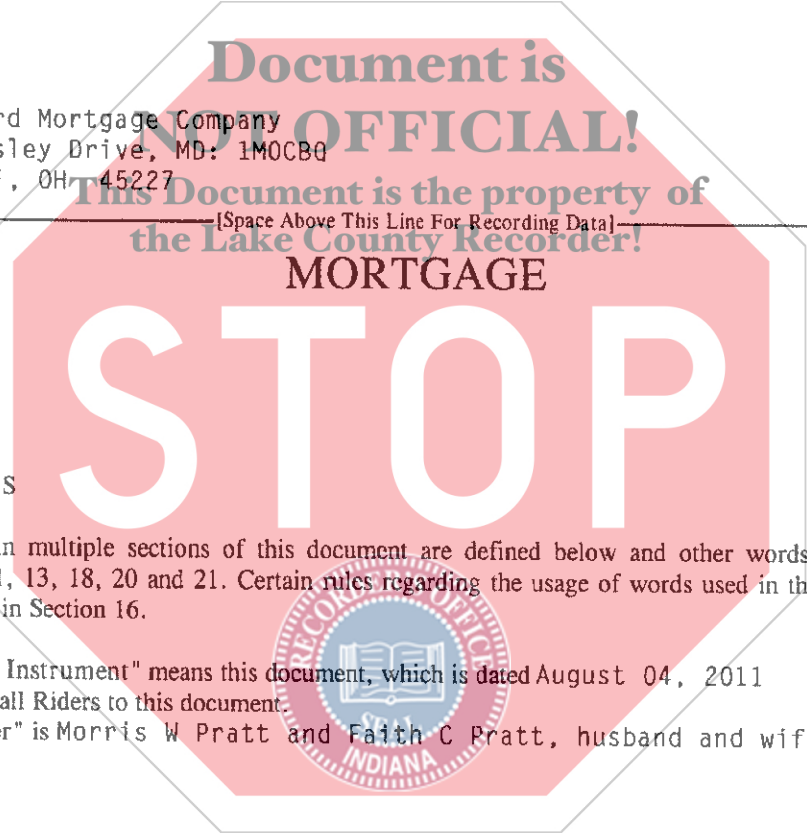 Document is
NOT OFFICIAL!
This Document is the property of
the Lake County Recorder!
rd Mortgage Company
sley Drive, MD: 1MOCBQ
, OH 45227
[Space Above This Line For Recording Data]
MORTGAGE
STOP
S
in multiple sections of this document are defined below and other words
, 13, 18, 20 and 21. Certain rules regarding the usage of words used in th
in Section 16.
Instrument" means this document, which is dated August 04, 2011
all Riders to this document.
er" is Morris W Pratt and Faith C Pratt, husband and wif
RECORDER'S OFFICE
SEAL
INDIANA